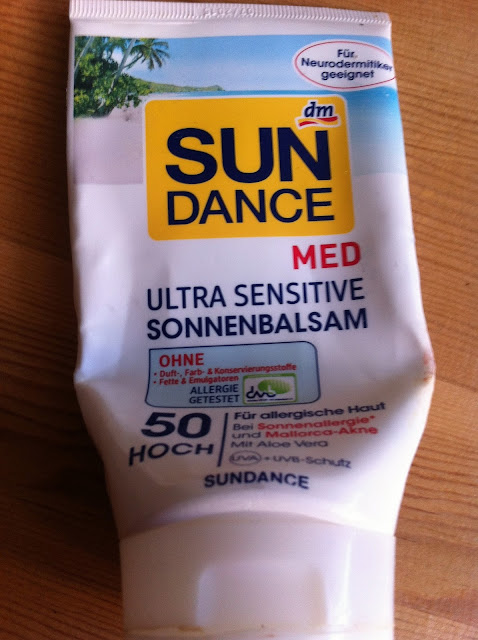 Für
Neurodermitiker
geeignet
dm
SUN
DANCE
MED
ULTRA SENSITIVE
SONNENBALSAM
OHNE
• Duft-, Farb- & Konservierungsstoffe
• Fette & Emulgatoren
ALLERGIE
GETESTET
50
HOCH
Für allergische Haut
Bei Sonnenallergie*
und Mallorca-Akne
Mit Aloe Vera
UVA + UVB-Schutz
SUNDANCE